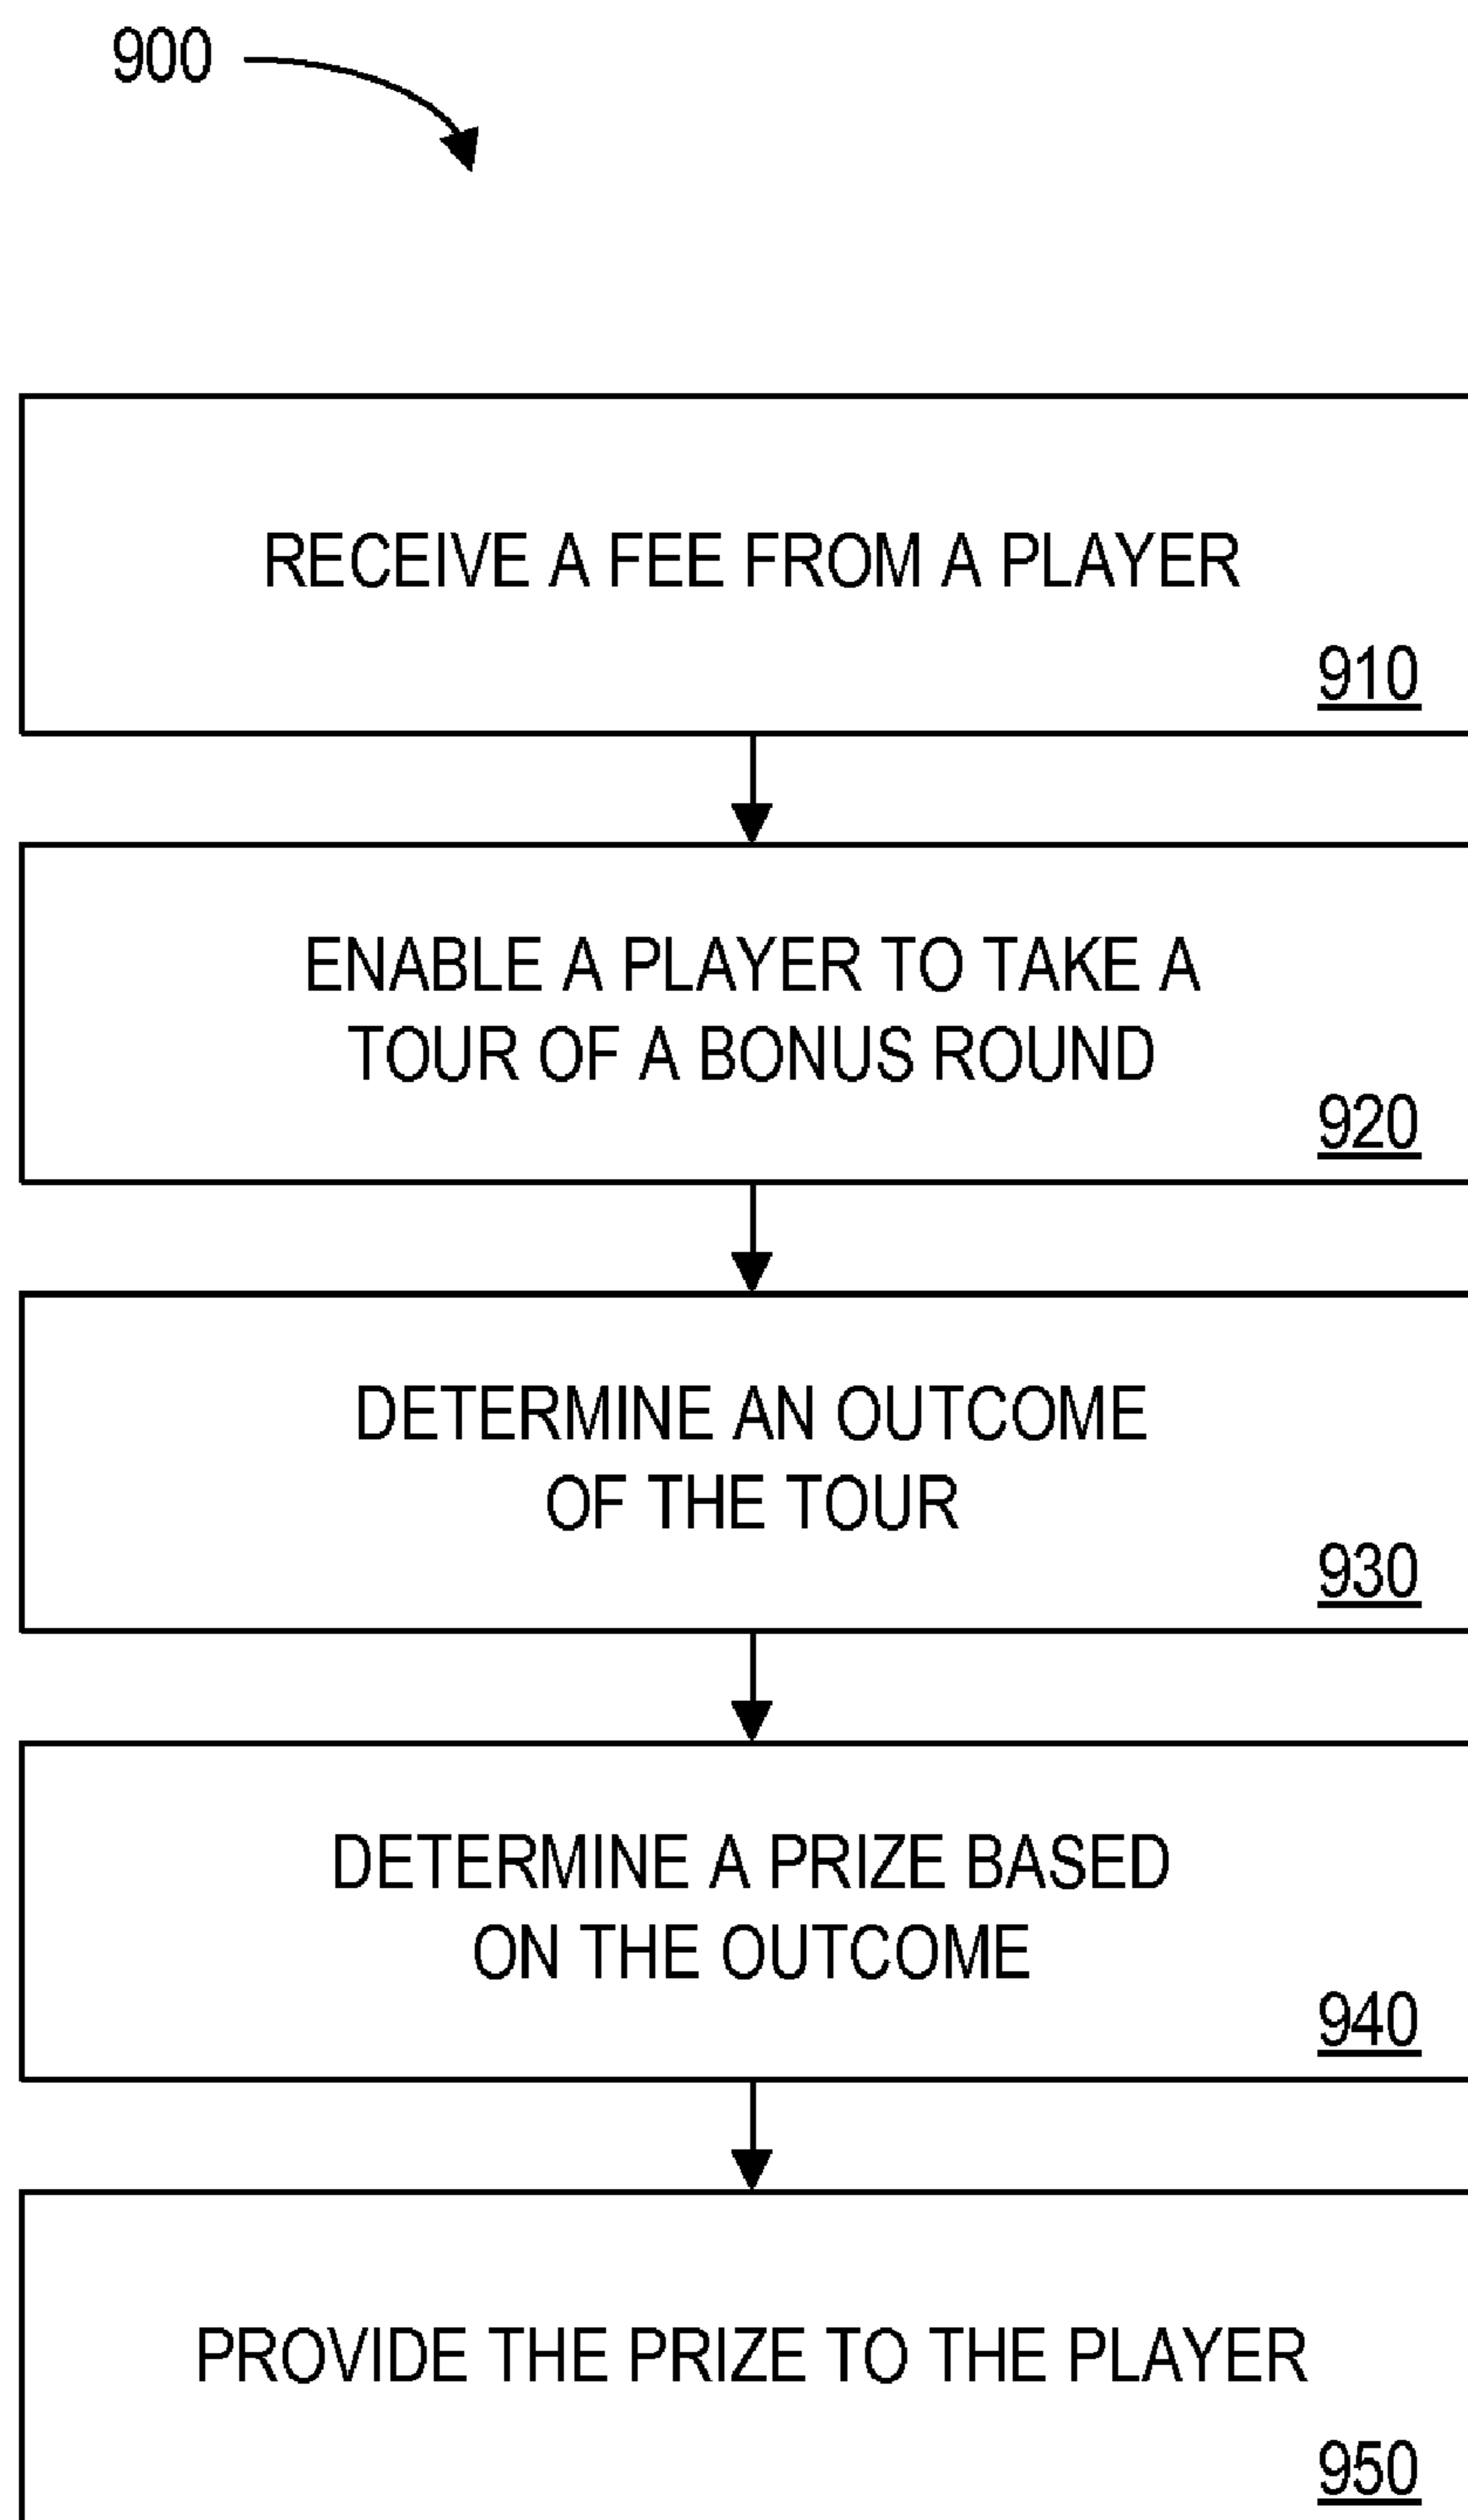 900
RECEIVE A FEE FROM A PLAYER
910
ENABLE A PLAYER TO TAKE A
TOUR OF A BONUS ROUND
920
DETERMINE AN OUTCOME
OF THE TOUR
930
DETERMINE A PRIZE BASED
ON THE OUTCOME
940
PROVIDE THE PRIZE TO THE PLAYER
950